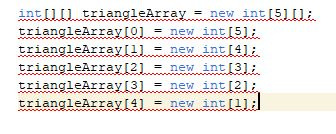 int[][] triangleArray = new int[5][];
triangleArray[0] = new int[5];
triangleArray[1] = new int[4];
triangleArray[2] = new int[3];
triangleArray[3] = new int[2];
triangleArray[4] = new int[1];